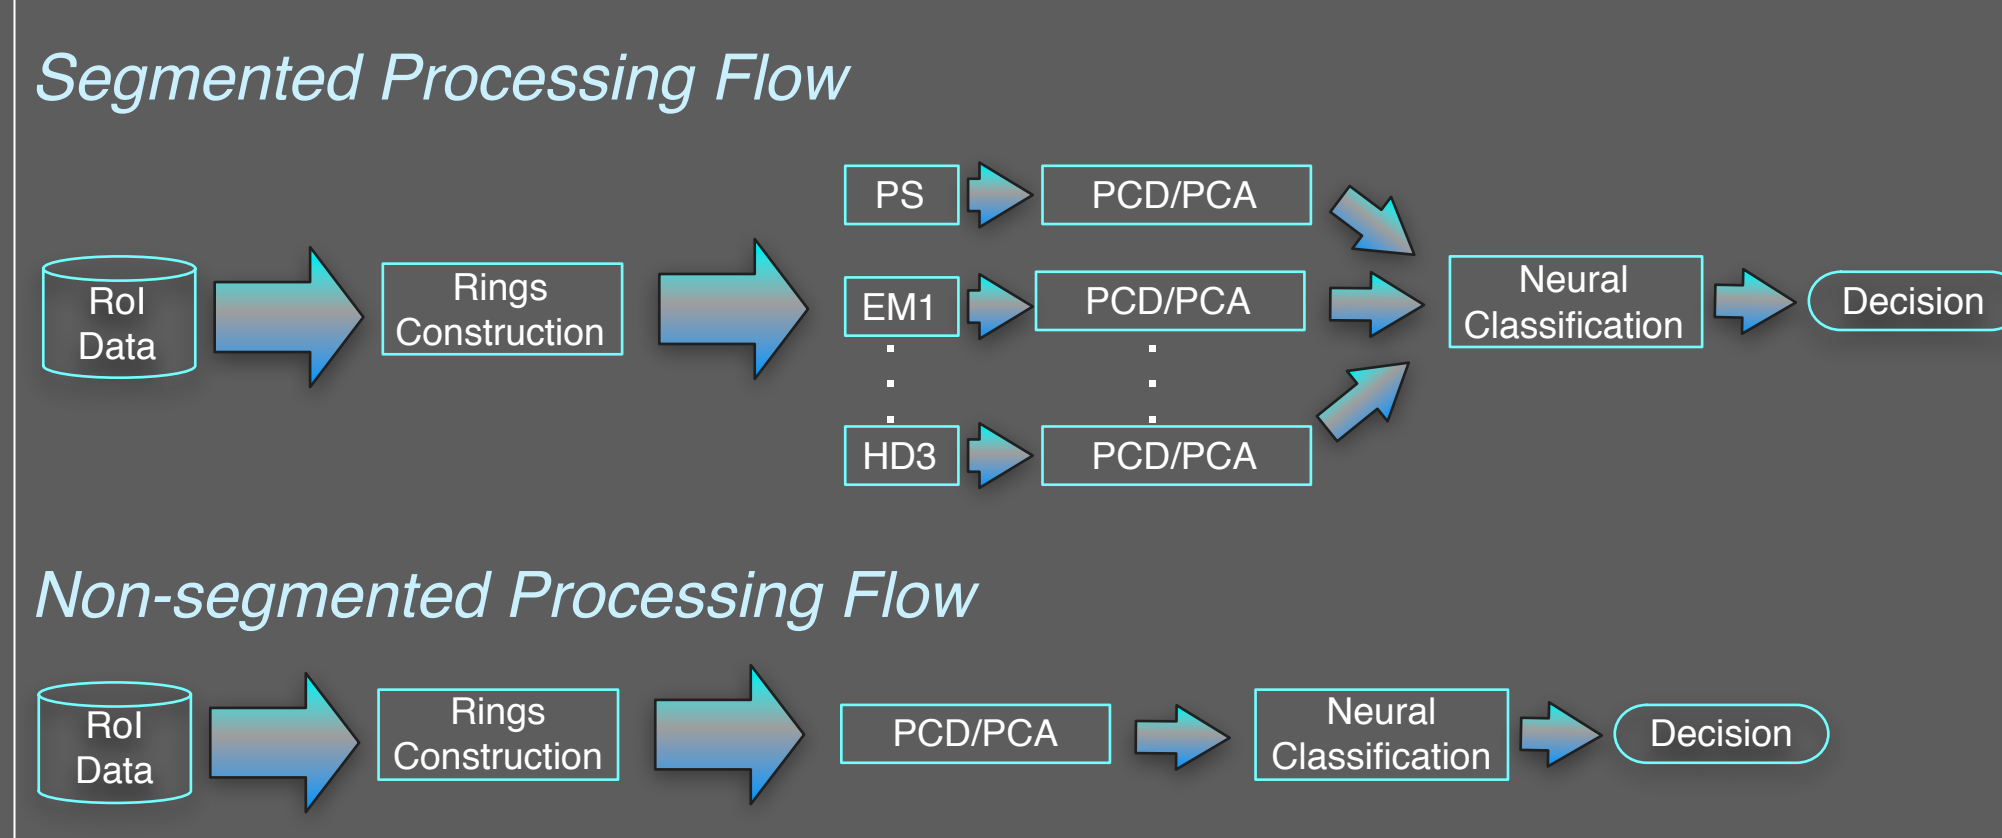 Segmented Processing Flow
PS
PCD/PCA
RoI
Data
Rings
Construction
EM1
PCD/PCA
Neural
Classification
Decision
HD3
PCD/PCA
Non-segmented Processing Flow
RoI
Data
Rings
Construction
PCD/PCA
Neural
Classification
Decision